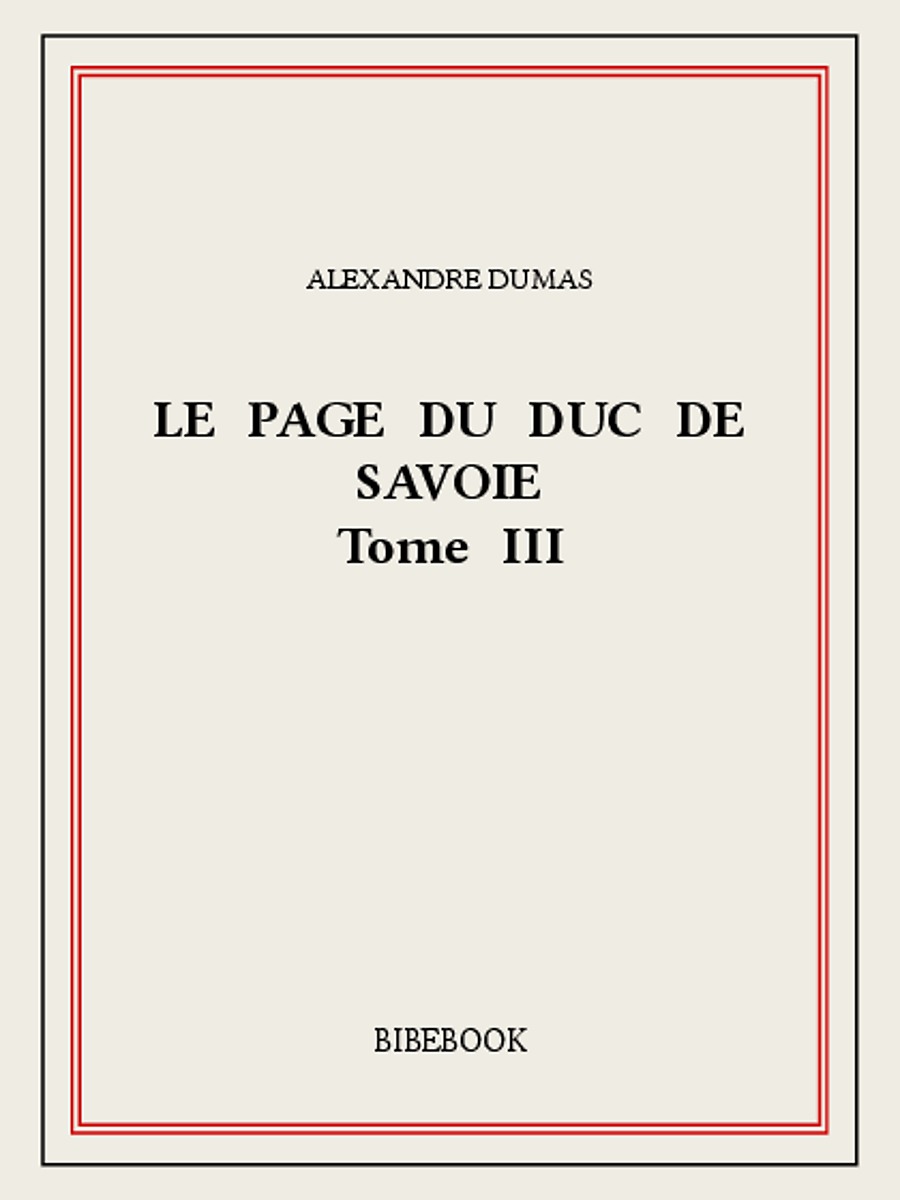 ALEXANDRE DUMAS
LE PAGE DU DUC DE
SAVOIE
Tome III
BIBEBOOK